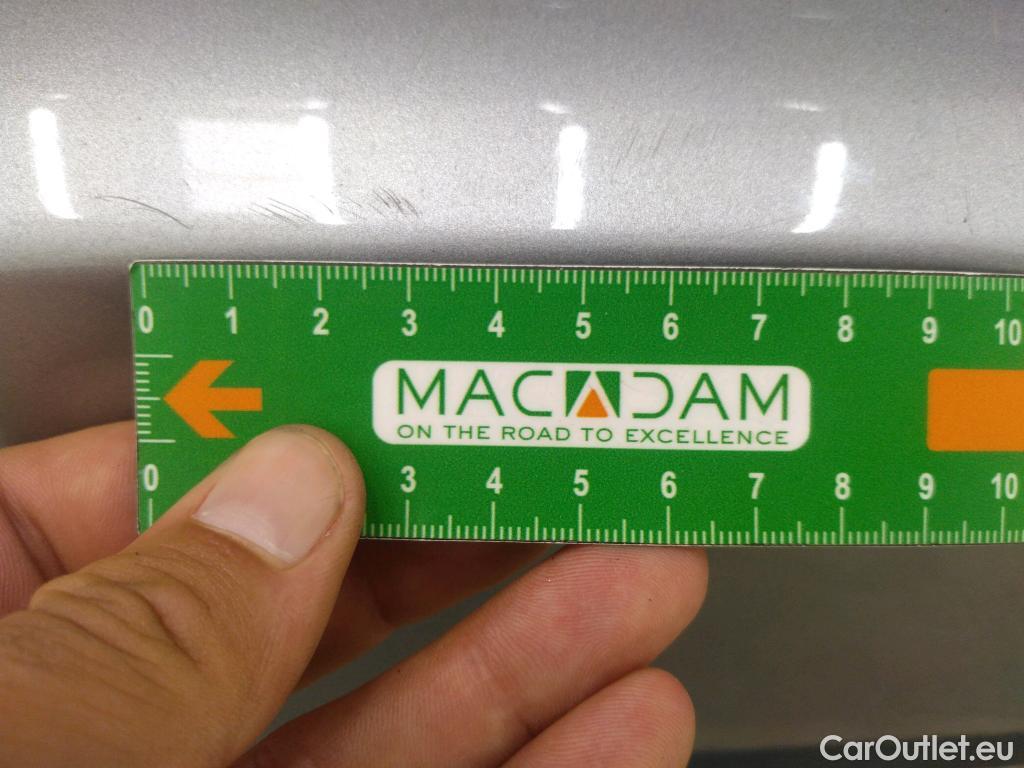 0 1 2 3 4 5 6 7 8 9 10
MACADAM
ON THE ROAD TO EXCELLENCE
0 3 4 5 6 7 8 9 10
CarOutlet.eu